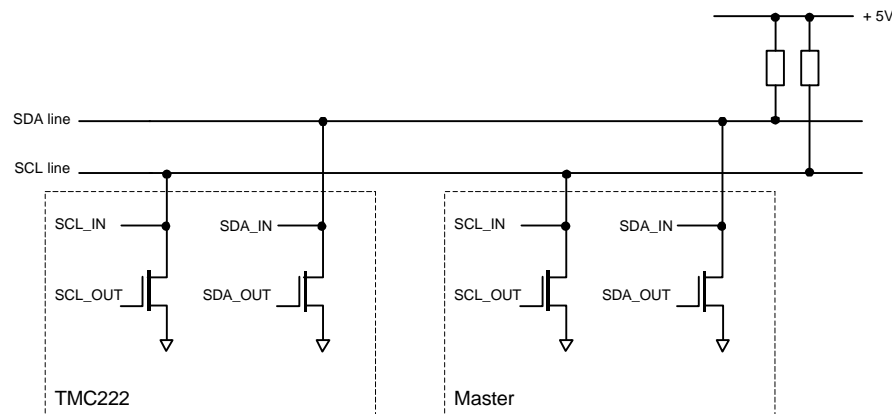 + 5V
SDA line
SCL line
SCL_IN
SDA_IN
SCL_IN
SDA_IN
SCL_OUT
SDA_OUT
SCL_OUT
SDA_OUT
TMC222
Master